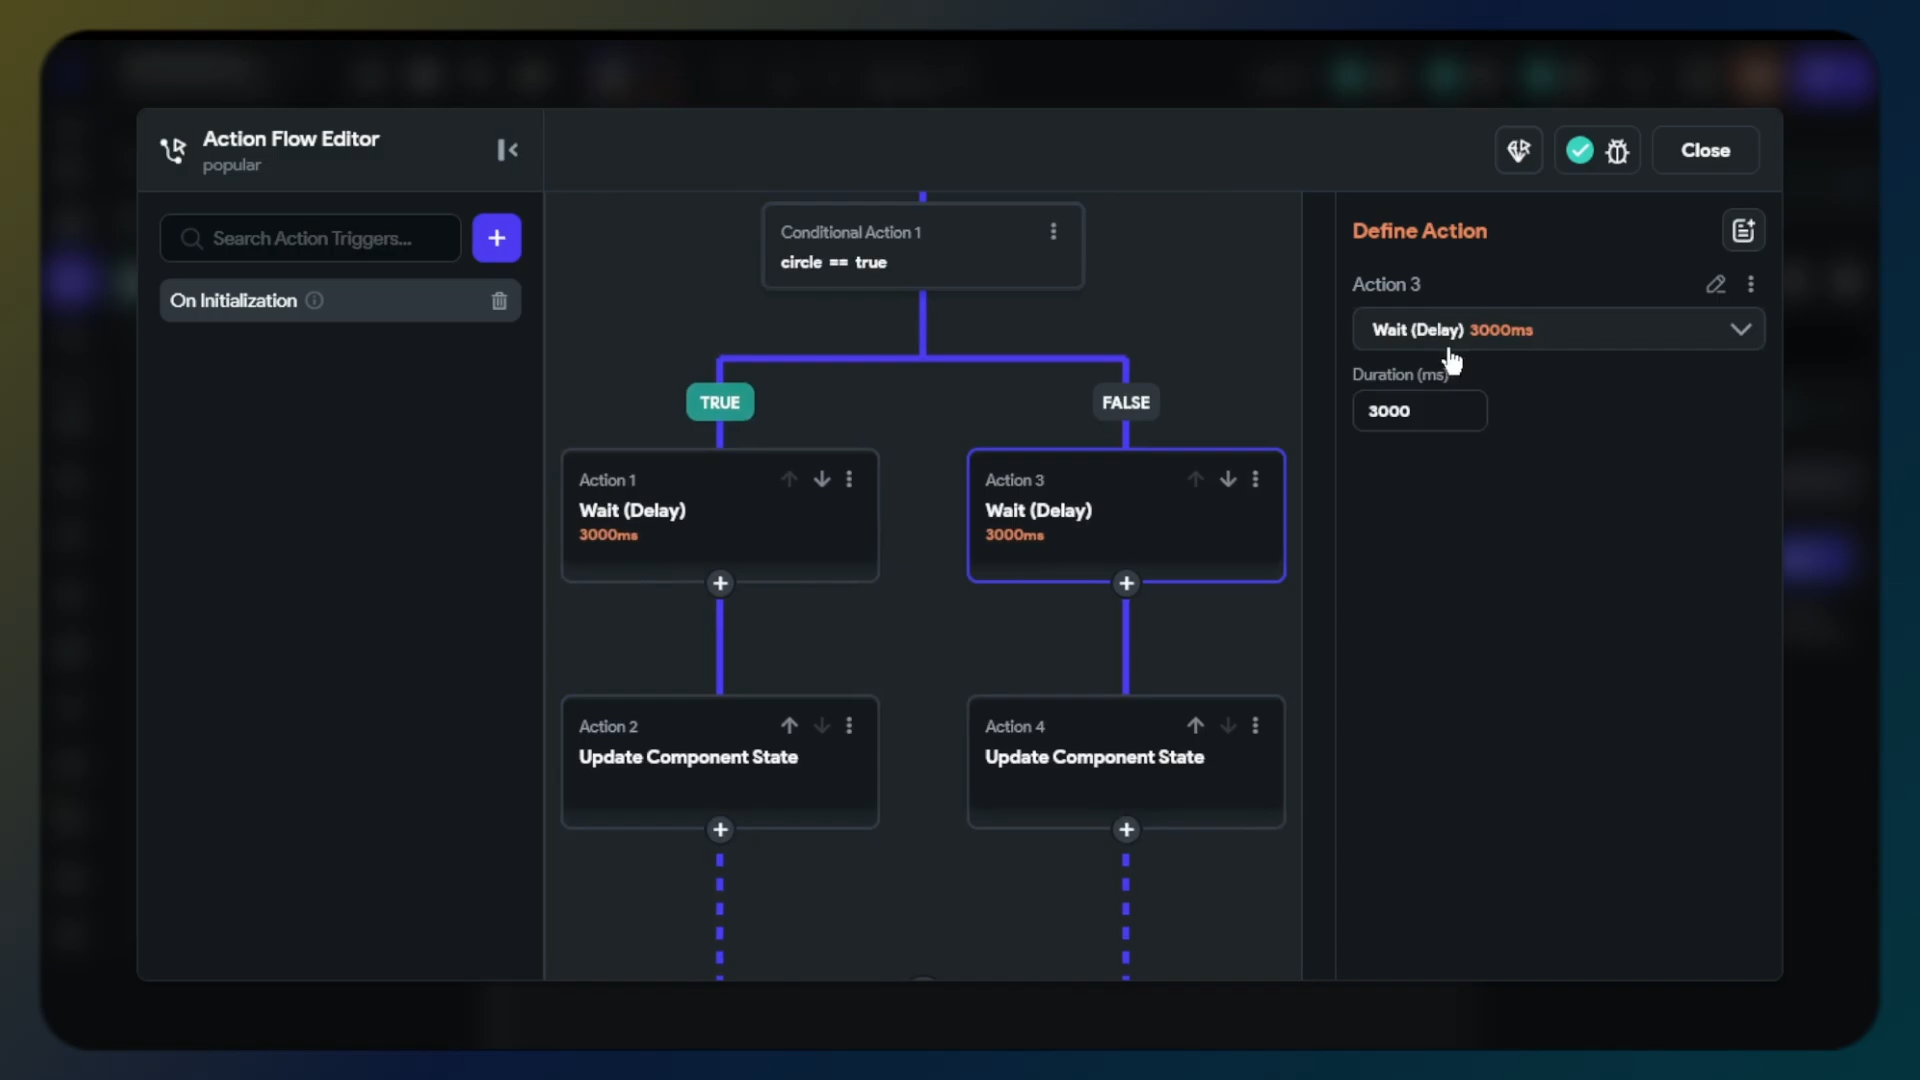 Action Flow Editor
popular
Close
Search Action Triggers...
On Initialization
Conditional Action 1
circle == true
TRUE
FALSE
Action 1
Wait (Delay)
3000ms
Action 3
Wait (Delay)
3000ms
Action 2
Update Component State
Action 4
Update Component State
Define Action
Action 3
Wait (Delay) 3000ms
Duration (ms)
3000